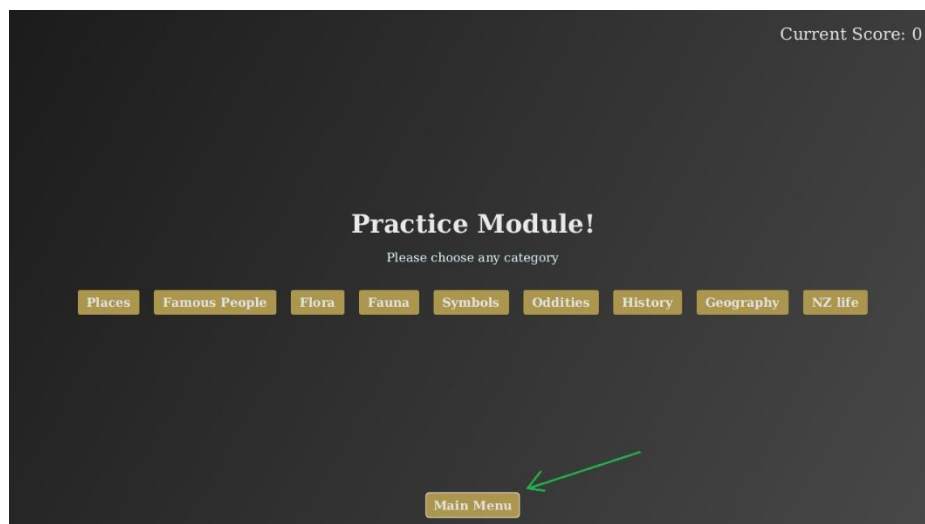 Current Score: 0
Practice Module!
Please choose any category
Places Famous People Flora Fauna Symbols Oddities History Geography NZ life
Main Menu